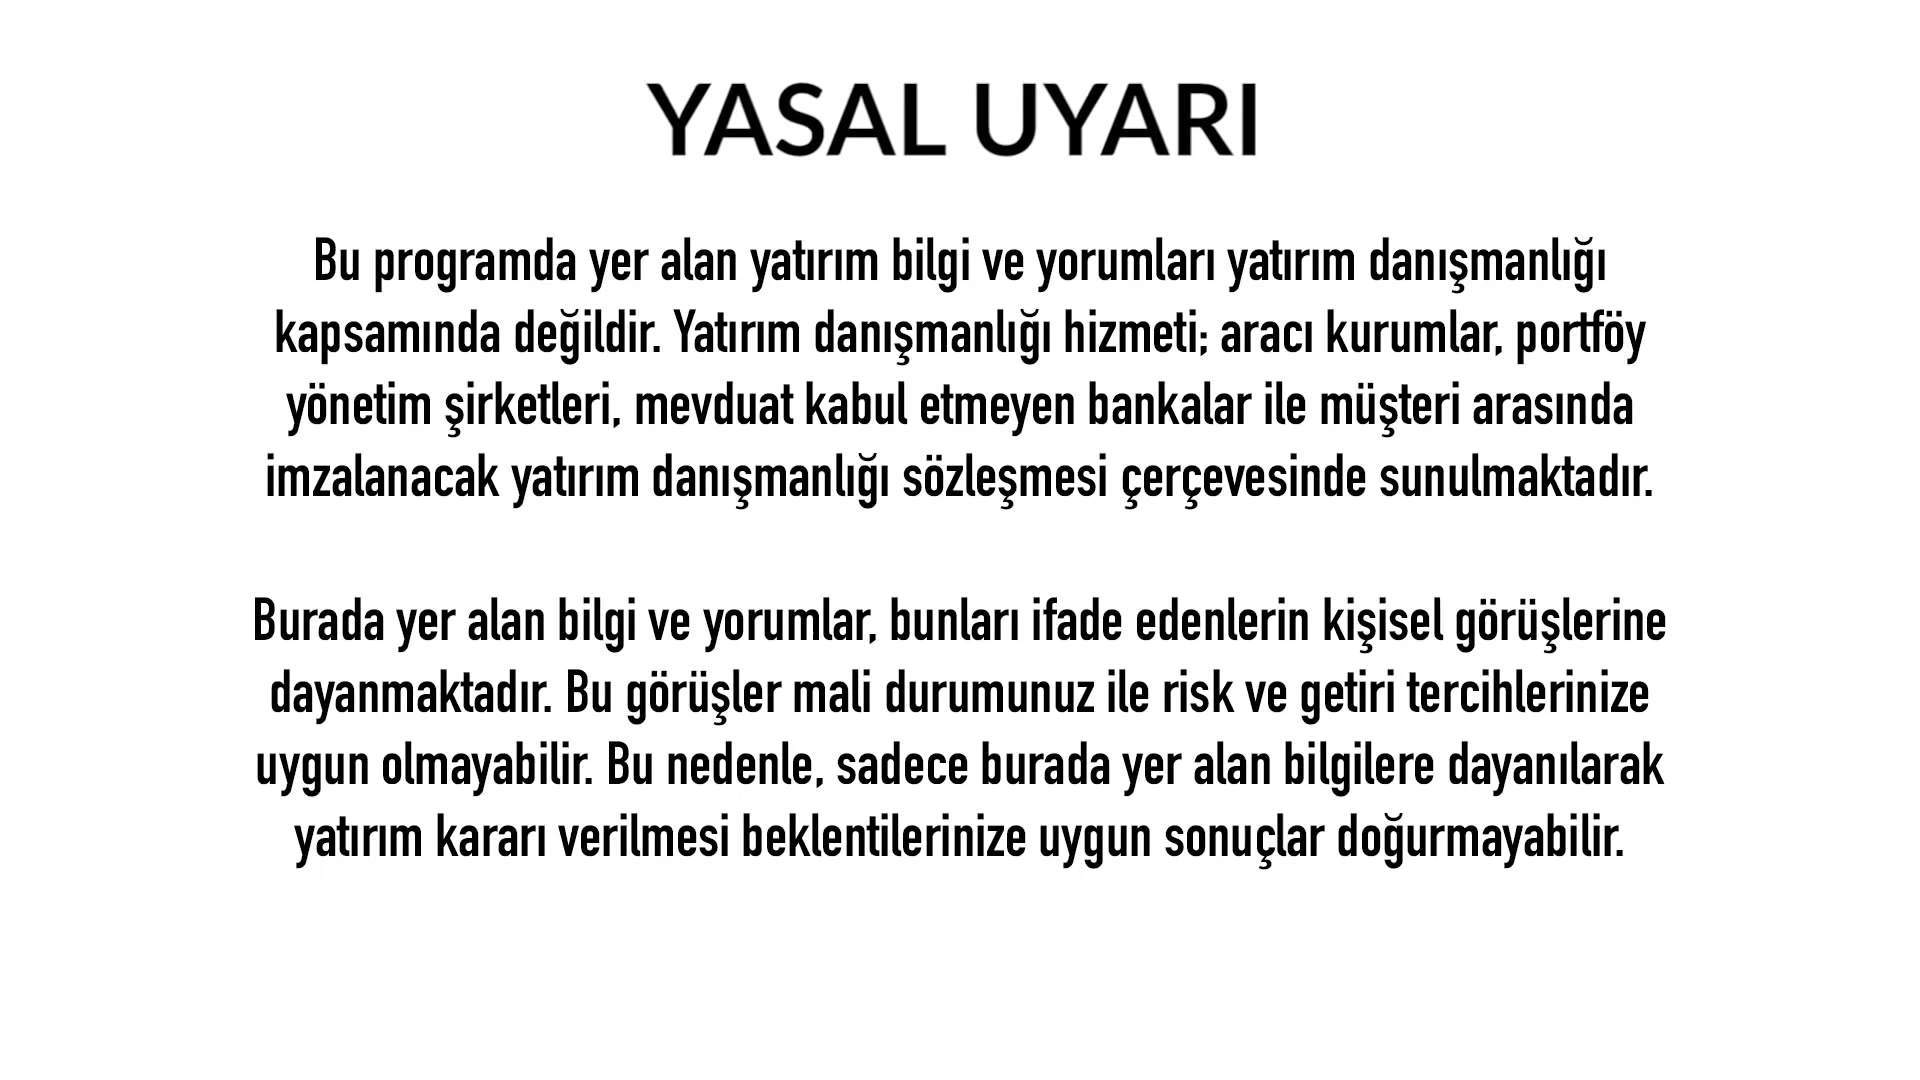 YASAL UYARI
Bu programda yer alan yatırım bilgi ve yorumları yatırım danışmanlığı
kapsamında değildir. Yatırım danışmanlığı hizmeti; aracı kurumlar, portföy
yönetim şirketleri, mevduat kabul etmeyen bankalar ile müşteri arasında
imzalanacak yatırım danışmanlığı sözleşmesi çerçevesinde sunulmaktadır.
Burada yer alan bilgi ve yorumlar, bunları ifade edenlerin kişisel görüşlerine
dayanmaktadır. Bu görüşler mali durumunuz ile risk ve getiri tercihlerinize
uygun olmayabilir. Bu nedenle, sadece burada yer alan bilgilere dayanılarak
yatırım kararı verilmesi beklentilerinize uygun sonuçlar doğurmayabilir.